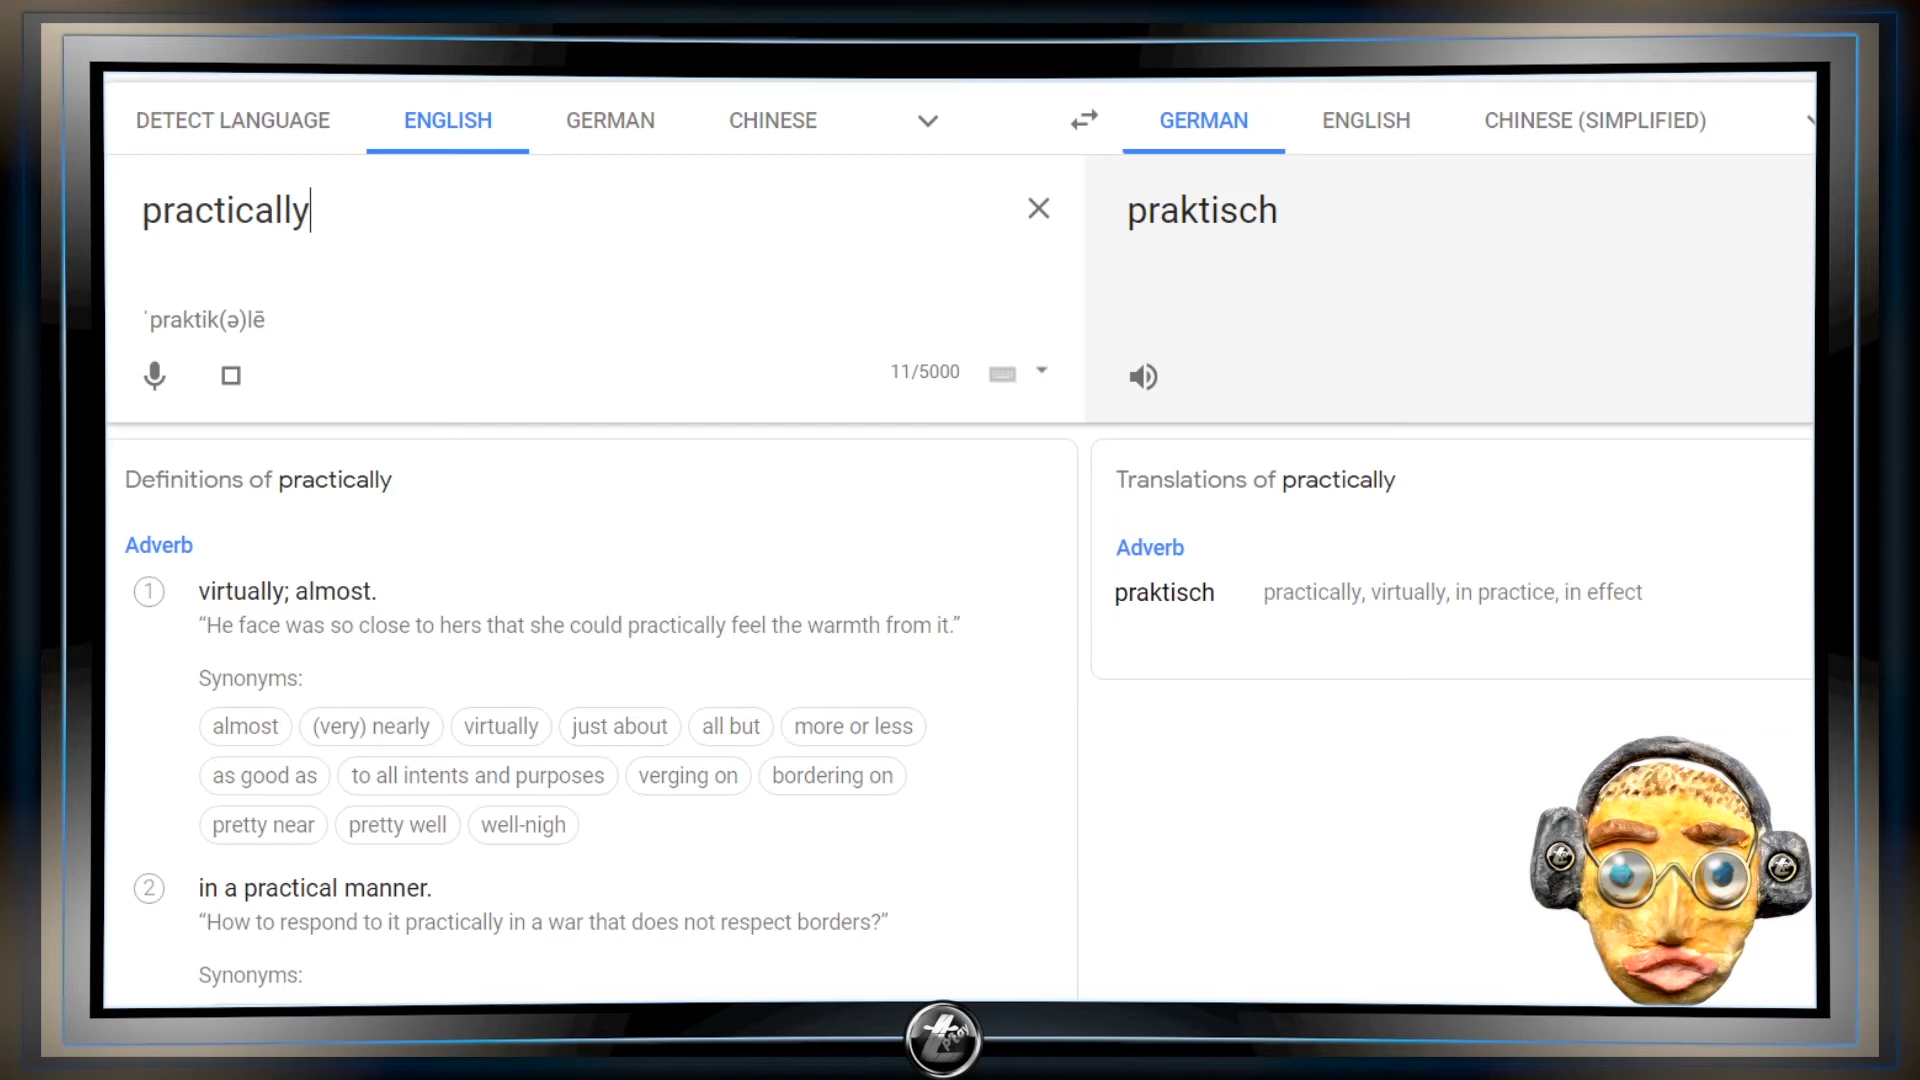 DETECT LANGUAGE ENGLISH GERMAN CHINESE GERMAN ENGLISH CHINESE (SIMPLIFIED)
practically
praktisch
ˈpraktik(ə)lē
11/5000
Definitions of practically
Translations of practically
Adverb
Adverb
1 virtually; almost.
praktisch practically, virtually, in practice, in effect
“He face was so close to hers that she could practically feel the warmth from it.”
Synonyms:
almost (very) nearly virtually just about all but more or less
as good as to all intents and purposes verging on bordering on
pretty near pretty well well-nigh
2 in a practical manner.
“How to respond to it practically in a war that does not respect borders?”
Synonyms: